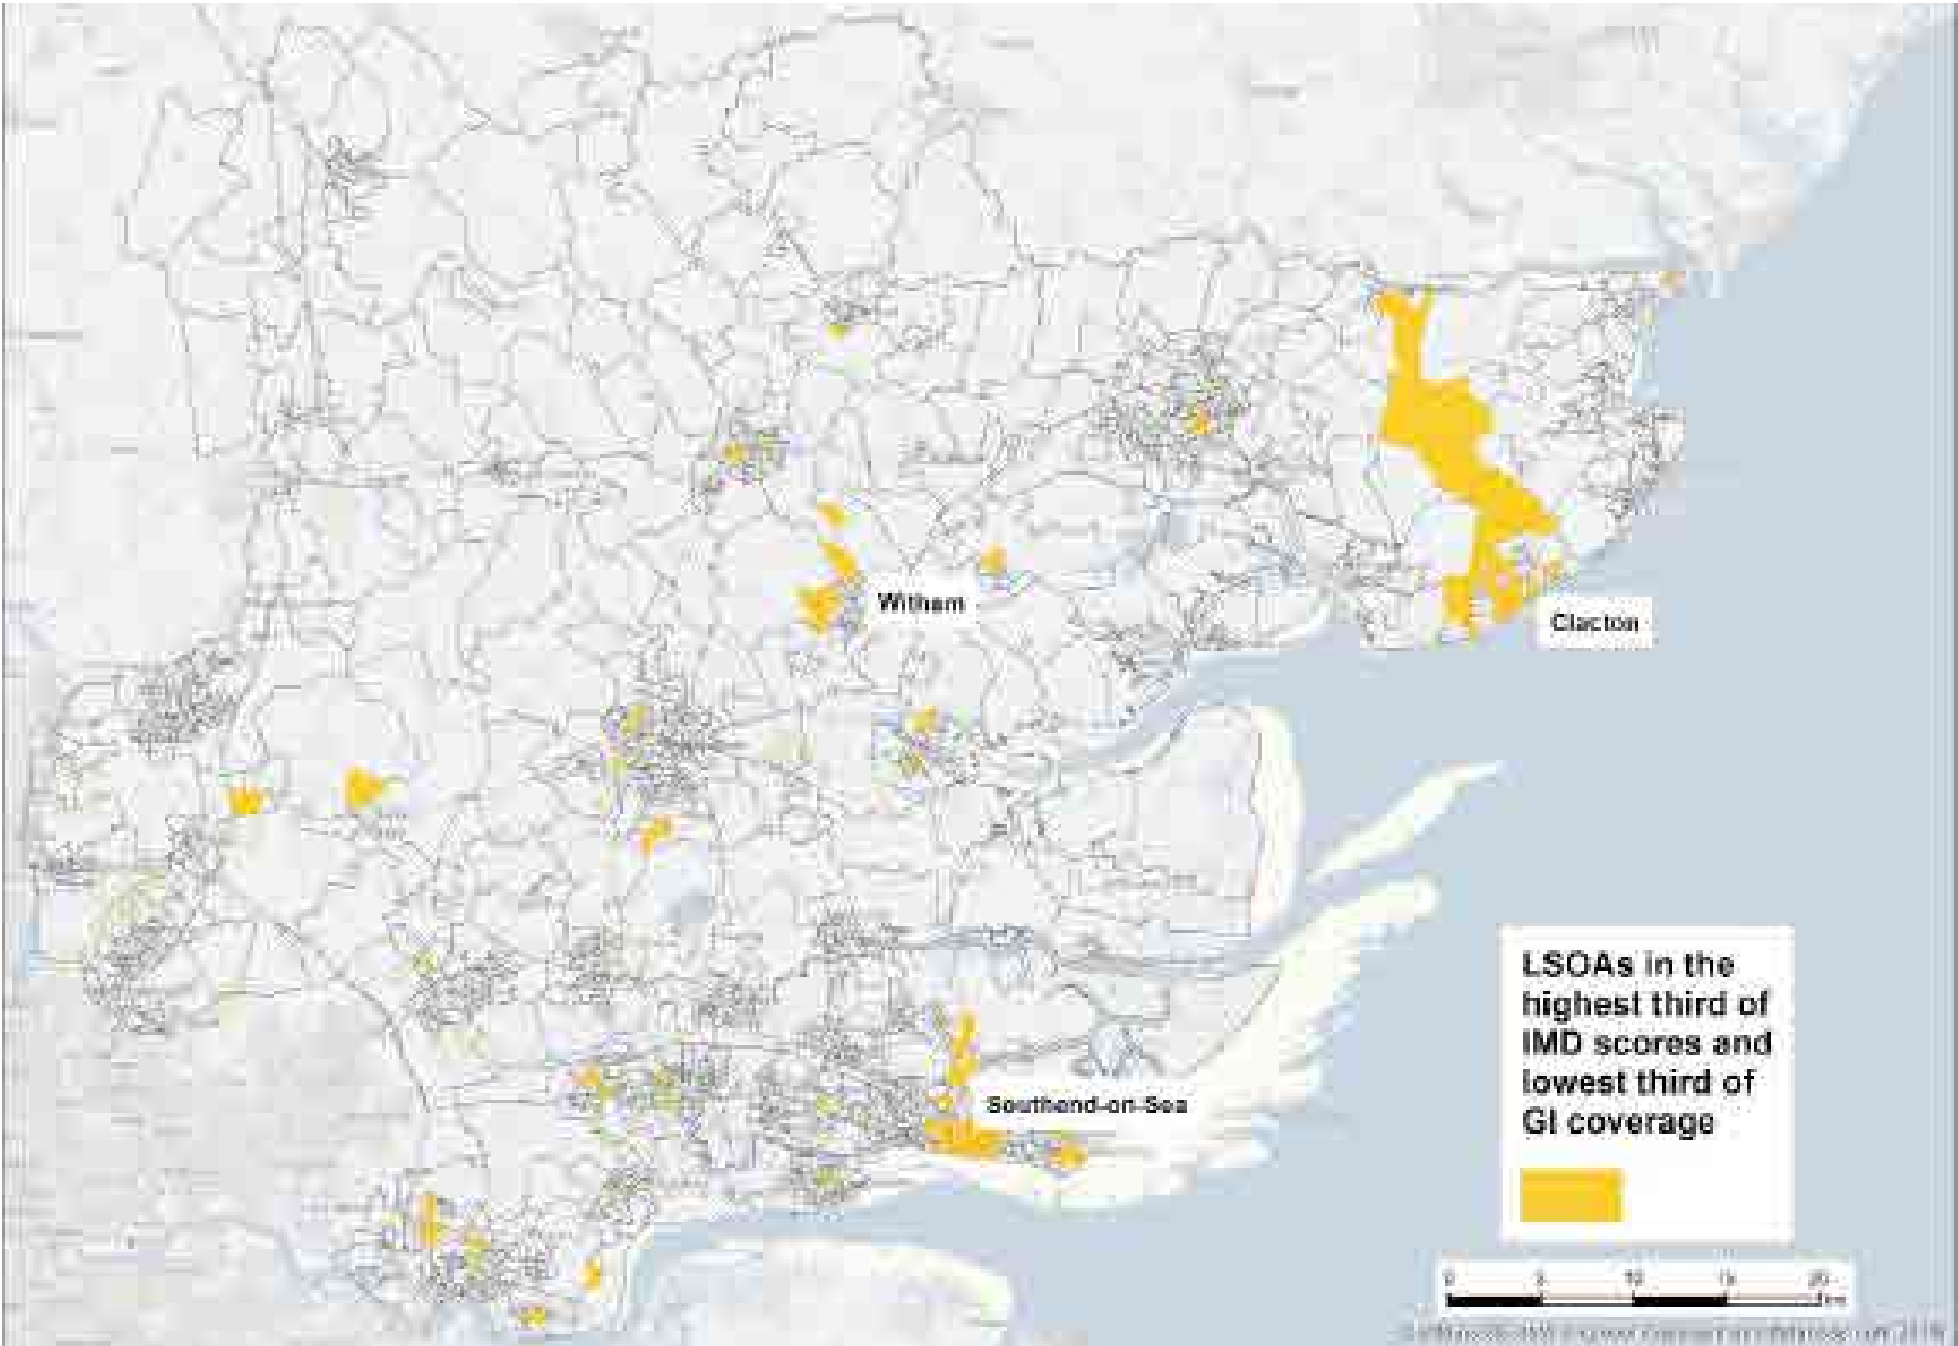 Witham
Clacton
Southend-on-Sea
LSOAs in the
highest third of
IMD scores and
lowest third of
GI coverage
0 5 10 15 20